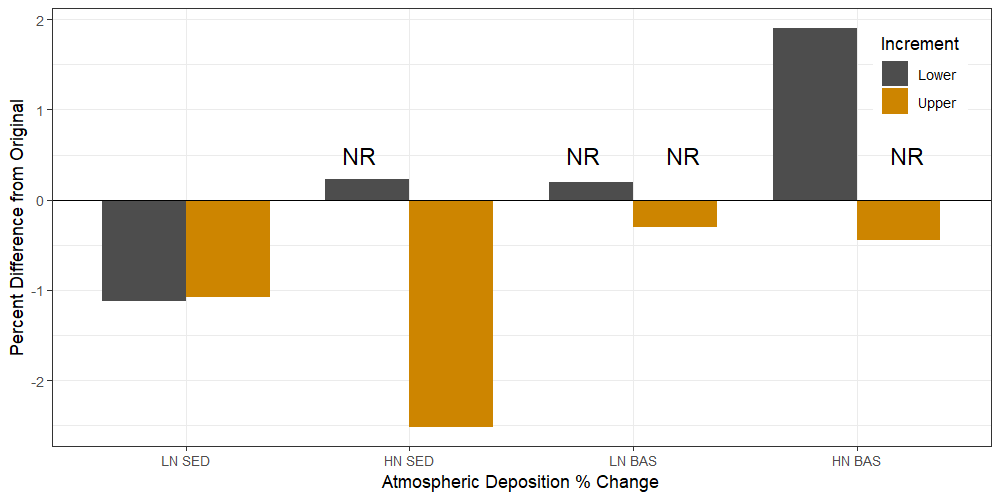 Percent Difference from Original
2
1
0
-1
-2
NR
NR
NR
NR
Increment
Lower
Upper
LN SED
HN SED
LN BAS
HN BAS
Atmospheric Deposition % Change